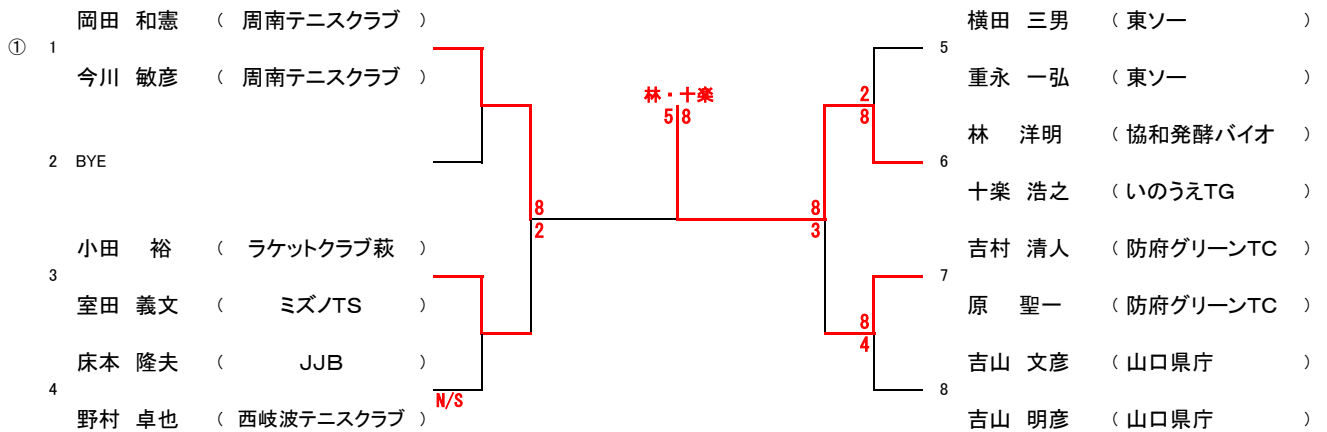 岡田 和憲 ( 周南テニスクラブ )
① 1
今川 敏彦 ( 周南テニスクラブ )
2 BYE
小田 裕 ( ラケットクラブ萩 )
3
室田 義文 ( ミズノTS )
床本 隆夫 ( JJB )
4
N/S
野村 卓也 ( 西岐波テニスクラブ )
8
2
林・十楽
5 8
8
3
2
8
8
4
横田 三男 ( 東ソー )
5
重永 一弘 ( 東ソー )
林 洋明 ( 協和発酵バイオ )
6
十楽 浩之 ( いのうえTG )
吉村 清人 ( 防府グリーンTC )
7
原 聖一 ( 防府グリーンTC )
吉山 文彦 ( 山口県庁 )
8
吉山 明彦 ( 山口県庁 )